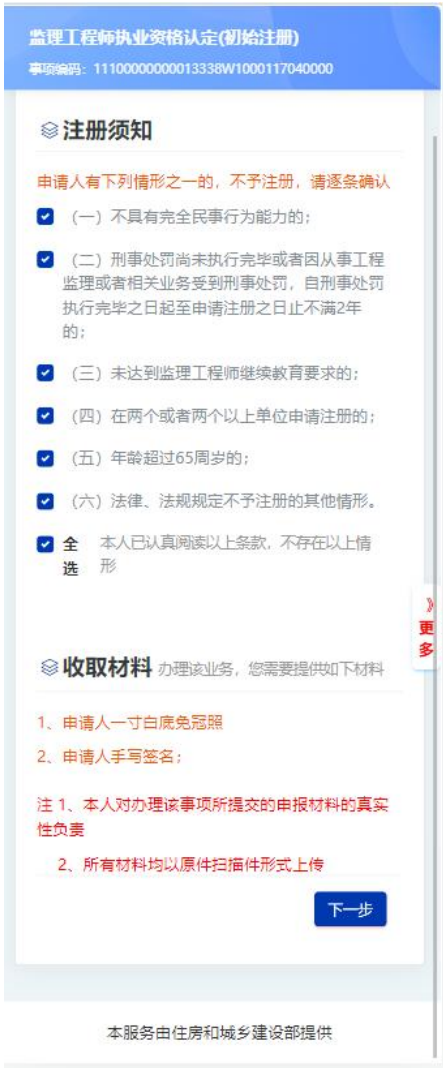 监理工程师执业资格认定(初始注册)
事项编码: 11100000000013338W1000117040000
注册须知
申请人有下列情形之一的，不予注册，请逐条确认
（一）不具有完全民事行为能力的;
（二）刑事处罚尚未执行完毕或者因从事工程
监理或者相关业务受到刑事处罚，自刑事处罚
执行完毕之日起至申请注册之日止不满2年
的;
（三）未达到监理工程师继续教育要求的;
（四）在两个或者两个以上单位申请注册的;
（五）年龄超过65周岁的;
（六）法律、法规规定不予注册的其他情形。
全 本人已认真阅读以上条款，不存在以上情
选 形
》
更
多
收取材料 办理该业务，您需要提供如下材料
1、申请人一寸白底免冠照
2、申请人手写签名;
注 1、本人对办理该事项所提交的申报材料的真实
性负责
2、所有材料均以原件扫描件形式上传
下一步
本服务由住房和城乡建设部提供